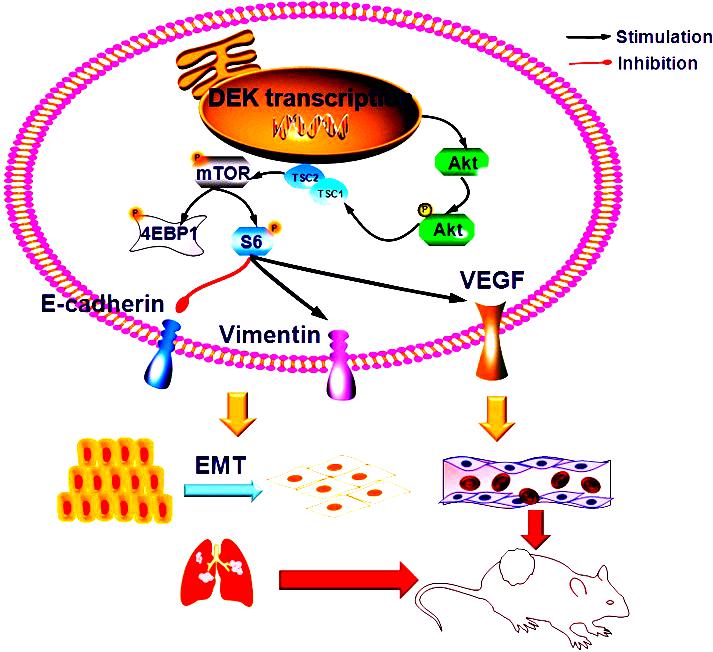 Stimulation
Inhibition
DEK transcription
Akt
P
mTOR
TSC2
TSC1
P
Akt
P
4EBP1
P
S6
VEGF
E-cadherin
Vimentin
EMT